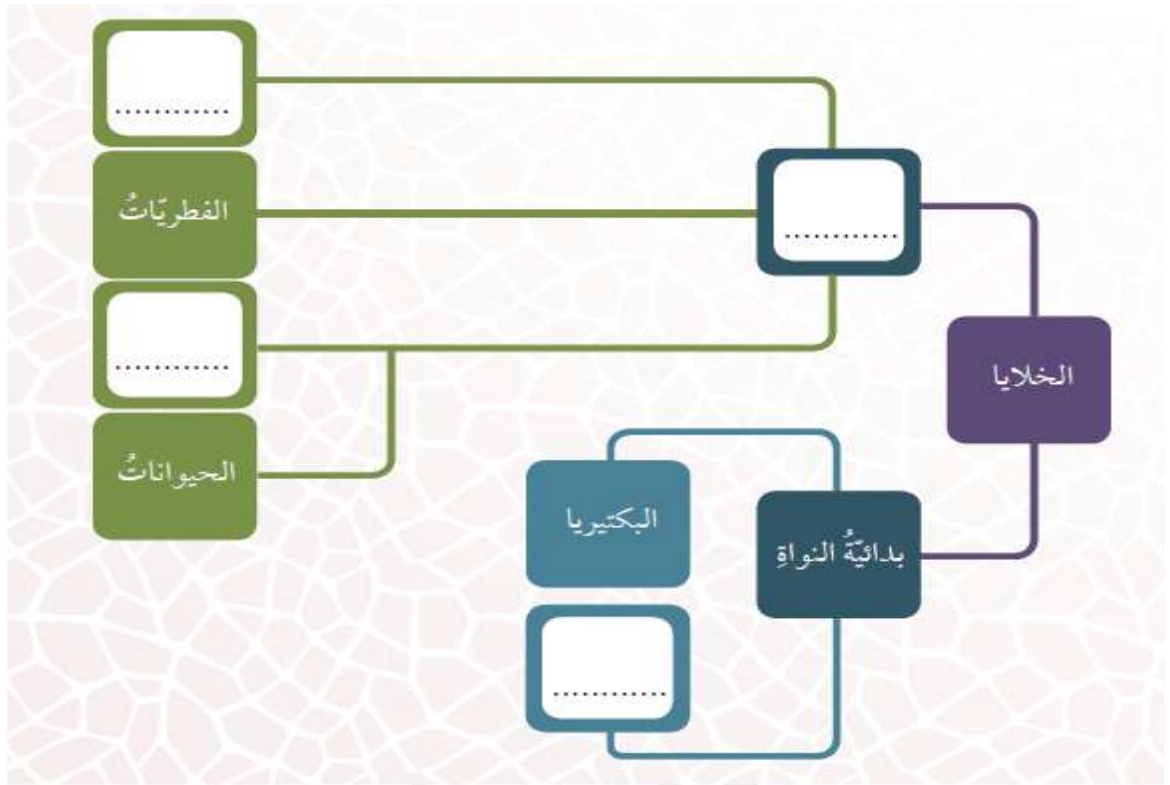 ............
الفطريّاتُ
............
............
الخلايا
الحيواناتُ
البكتيريا
بدائيّةُ النواةِ
............